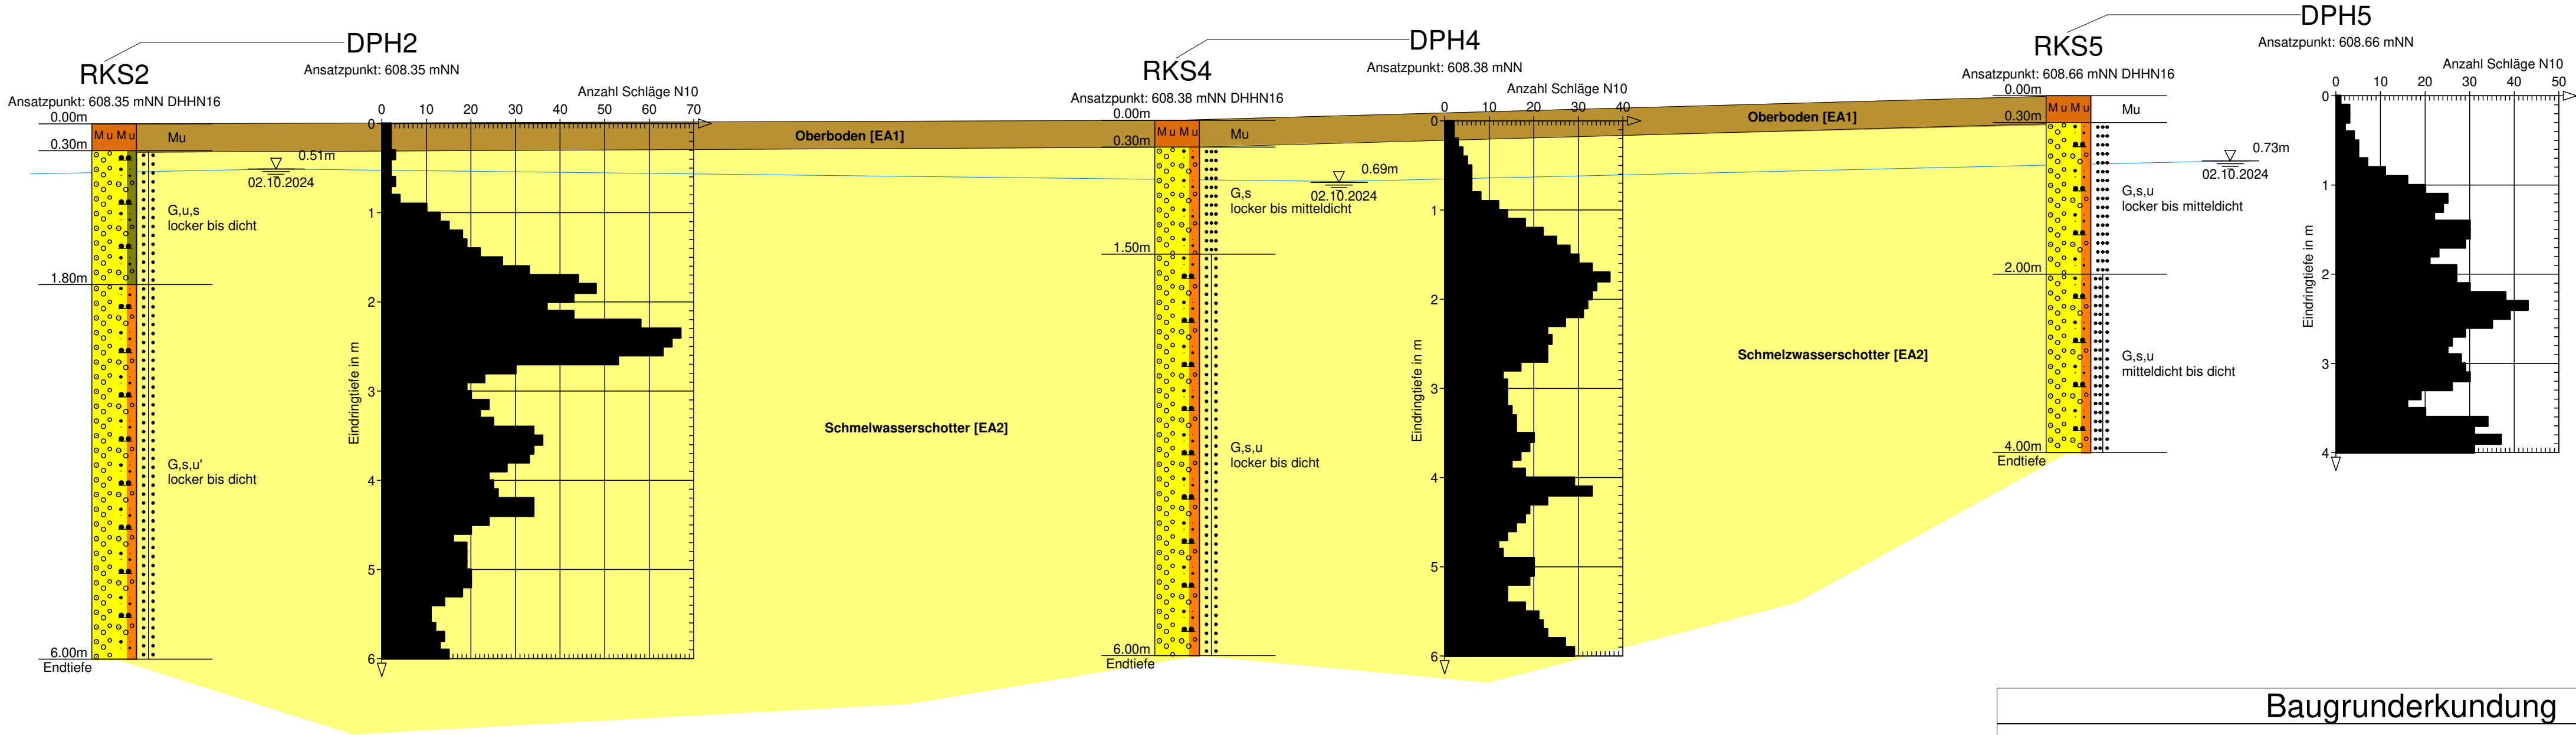 DPH2
Ansatzpunkt: 608.35 mNN
RKS2
Ansatzpunkt: 608.35 mNN DHHN16
0.00m
Mu Mu
Mu
0.30m
0.51m
02.10.2024
G,u,s
locker bis dicht
1.80m
G,s,u'
locker bis dicht
6.00m
Endtiefe
Anzahl Schläge N10
0 10 20 30 40 50 60 70
0
1
2
3
4
5
6
Eindringtiefe in m
Oberboden [EA1]
Schmelwasserschotter [EA2]
DPH4
Ansatzpunkt: 608.38 mNN
RKS4
Ansatzpunkt: 608.38 mNN DHHN16
0.00m
Mu Mu
Mu
0.30m
0.69m
02.10.2024
G,s
locker bis mitteldicht
1.50m
G,s,u
locker bis dicht
6.00m
Endtiefe
Anzahl Schläge N10
0 10 20 30 40
0
1
2
3
4
5
6
Eindringtiefe in m
Oberboden [EA1]
Schmelzwasserschotter [EA2]
DPH5
Ansatzpunkt: 608.66 mNN
RKS5
Ansatzpunkt: 608.66 mNN DHHN16
0.00m
Mu Mu
Mu
0.30m
0.73m
02.10.2024
G,s,u
locker bis mitteldicht
2.00m
G,s,u
mitteldicht bis dicht
4.00m
Endtiefe
Anzahl Schläge N10
0 10 20 30 40 50
0
1
2
3
4
Eindringtiefe in m
Baugrunderkundung